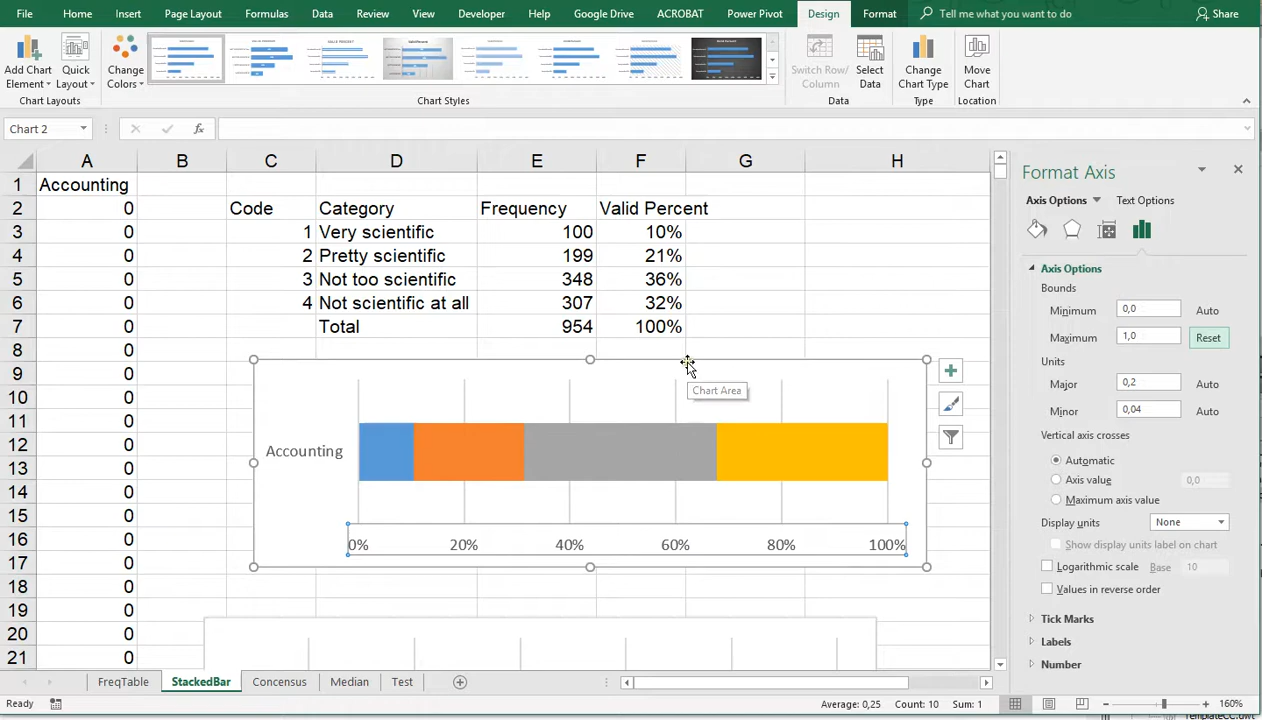 File Home Insert Page Layout Formulas Data Review View Developer Help Google Drive ACROBAT Power Pivot Design Format Tell me what you want to do Share
Add Chart Element
Quick Layout
Change Colors
Switch Row/ Column
Select Data
Change Chart Type
Move Chart
Chart Layouts Chart Styles Data Type Location
Chart 2 fx
A B C D E F G H
1 Accounting
2 0 Code Category Frequency Valid Percent
3 0 1 Very scientific 100 10%
4 0 2 Pretty scientific 199 21%
5 0 3 Not too scientific 348 36%
6 0 4 Not scientific at all 307 32%
7 0 Total 954 100%
8 0
9 0
10 0
11 0
12 0
13 0
14 0
15 0
16 0
17 0
18 0
19 0
20 0
21 0
Chart Area
Accounting
0% 20% 40% 60% 80% 100%
Format Axis
Axis Options Text Options
Axis Options
Bounds
Minimum 0,0 Auto
Maximum 1,0 Reset
Units
Major 0,2 Auto
Minor 0,04 Auto
Vertical axis crosses
Automatic
Axis value 0,0
Maximum axis value
Display units None
Show display units label on chart
Logarithmic scale Base 10
Values in reverse order
Tick Marks
Labels
Number
FreqTable StackedBar Concensus Median Test
Ready Average: 0,25 Count: 10 Sum: 1 160%